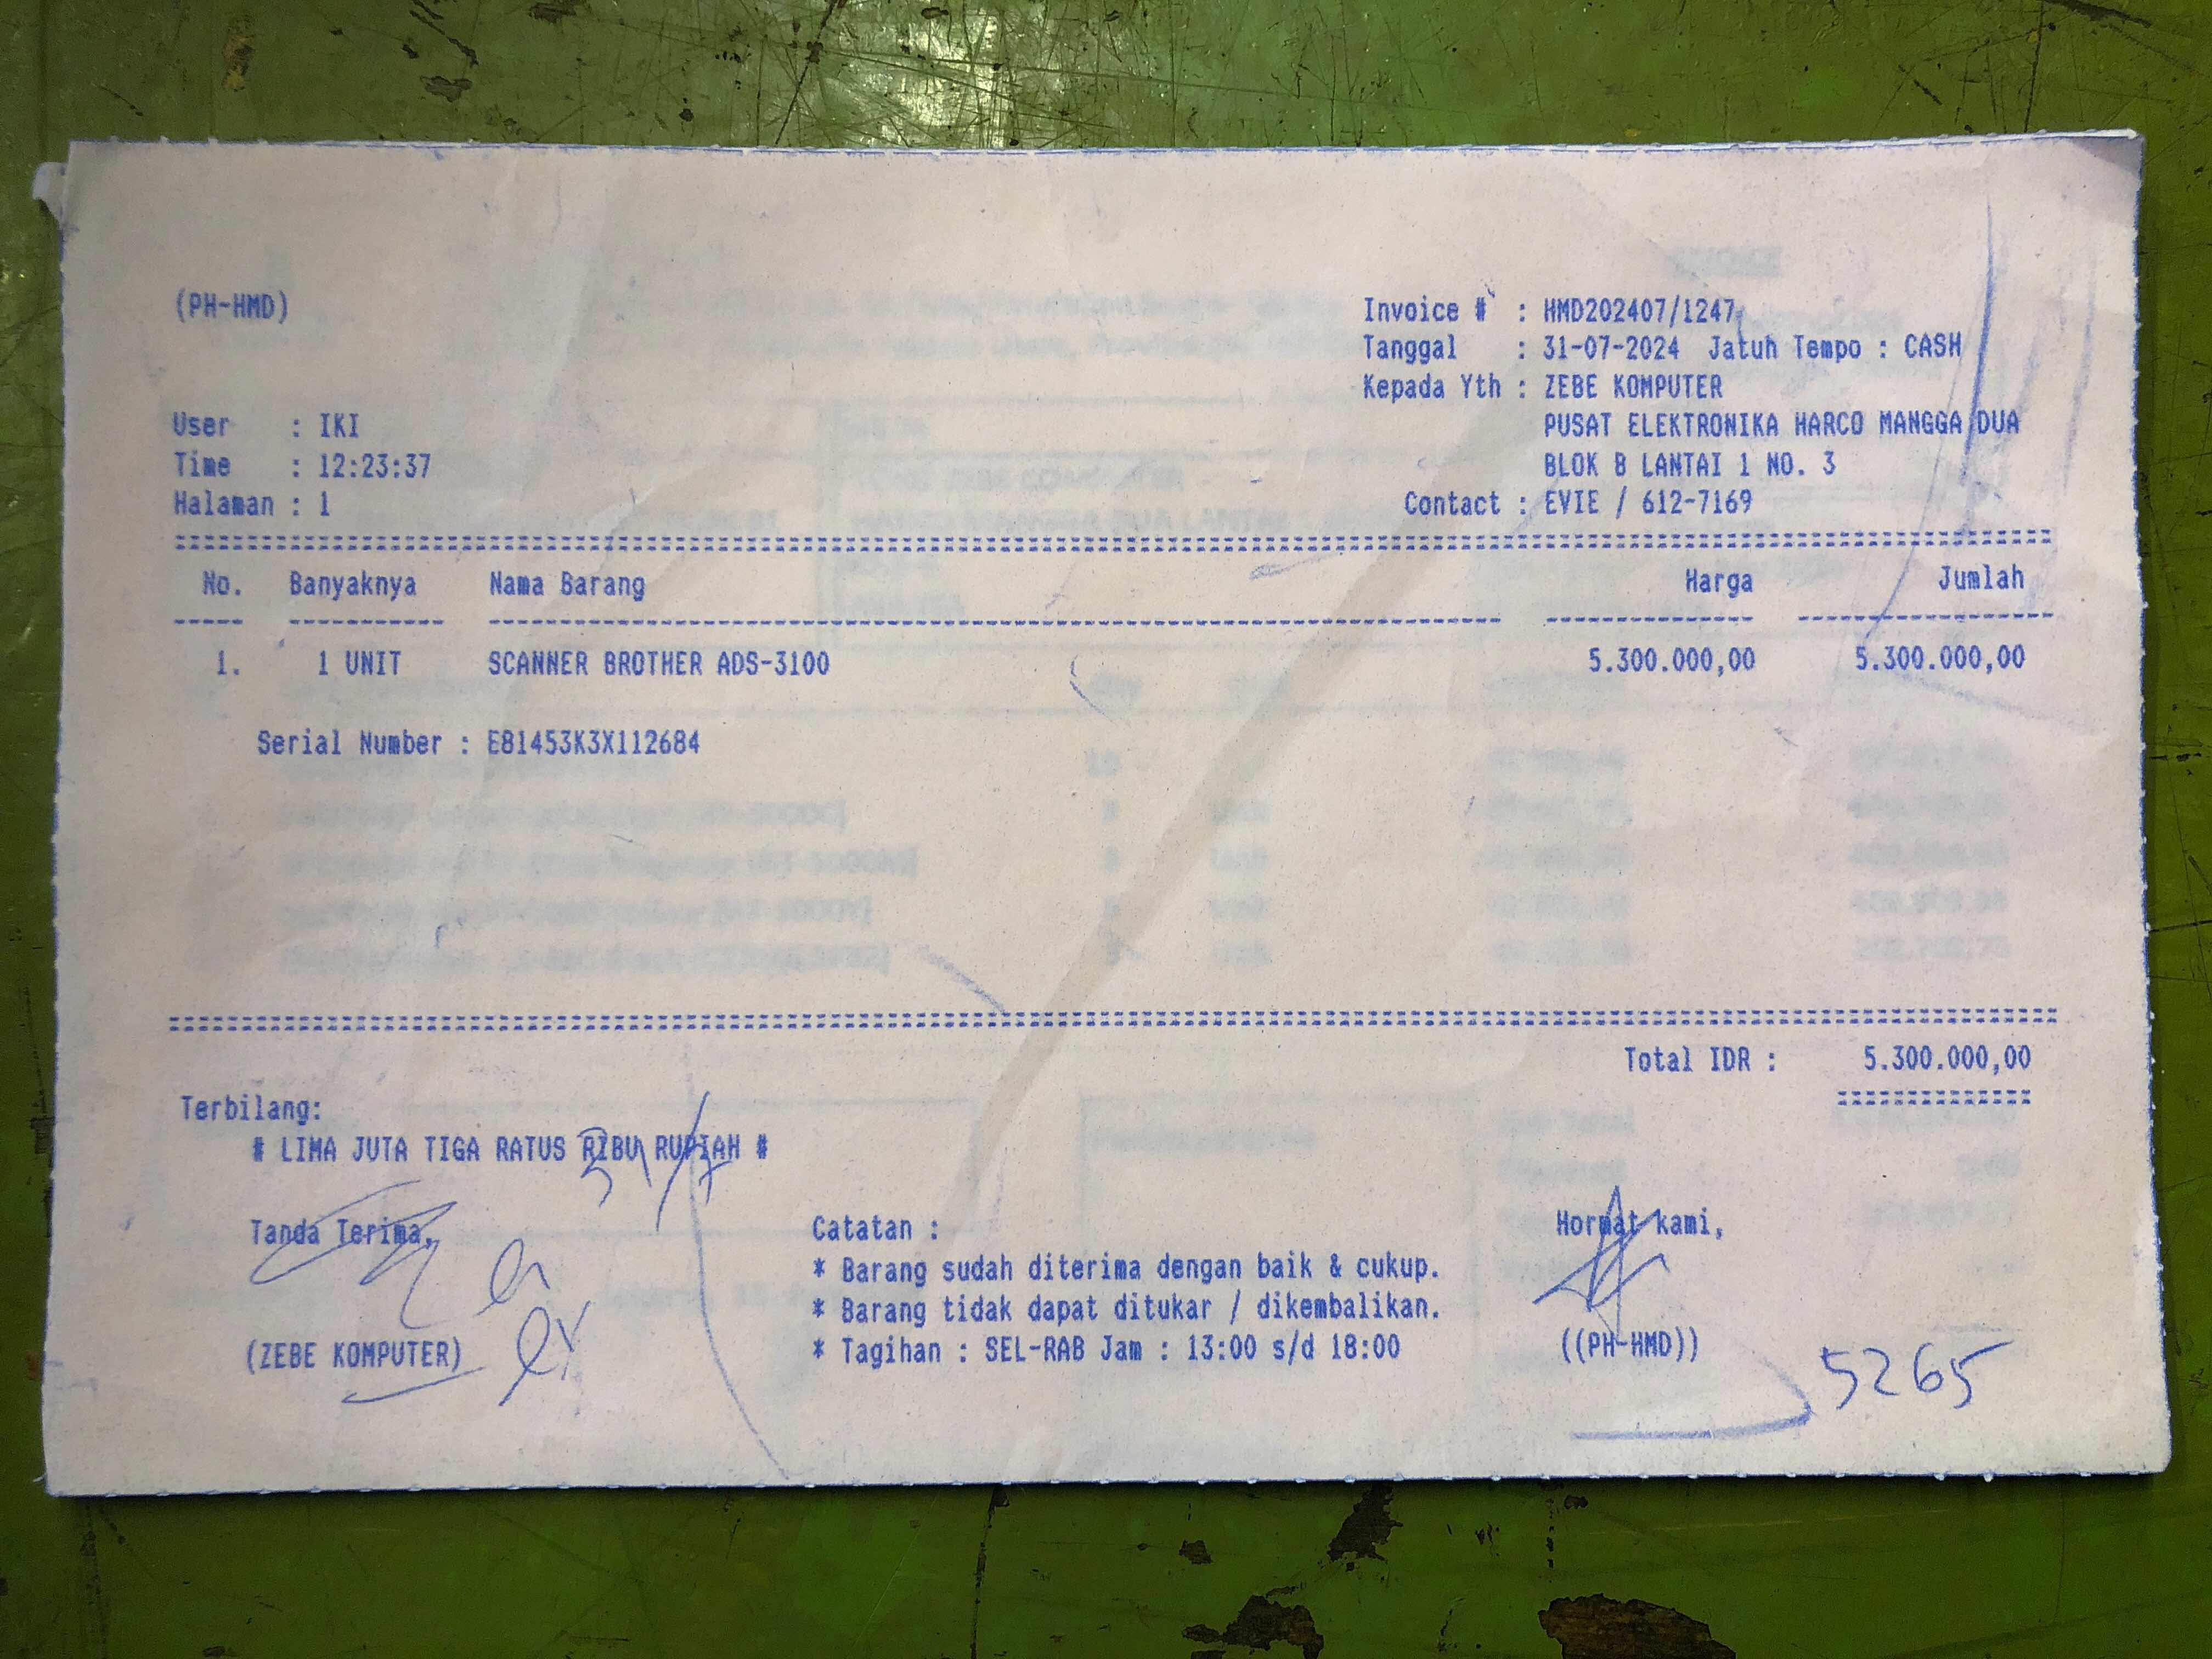 (PH-HMD)
Invoice # : HMD202407/1247
Tanggal : 31-07-2024 Jatuh Tempo : CASH
Kepada Yth : ZEBE KOMPUTER
PUSAT ELEKTRONIKA HARCO MANGGA DUA
BLOK B LANTAI 1 NO. 3
Contact : EVIE / 612-7169
User : IKI
Time : 12:23:37
Halaman : 1
No. Banyaknya Nama Barang Harga Jumlah
1. 1 UNIT SCANNER BROTHER ADS-3100 5.300.000,00 5.300.000,00
Serial Number : E81453K3X112684
Total IDR : 5.300.000,00
Terbilang:
# LIMA JUTA TIGA RATUS RIBU RUPIAH #
31/7
Tanda Terima,
(ZEBE KOMPUTER)
Catatan :
* Barang sudah diterima dengan baik & cukup.
* Barang tidak dapat ditukar / dikembalikan.
* Tagihan : SEL-RAB Jam : 13:00 s/d 18:00
Hormat kami,
((PH-HMD))
5265